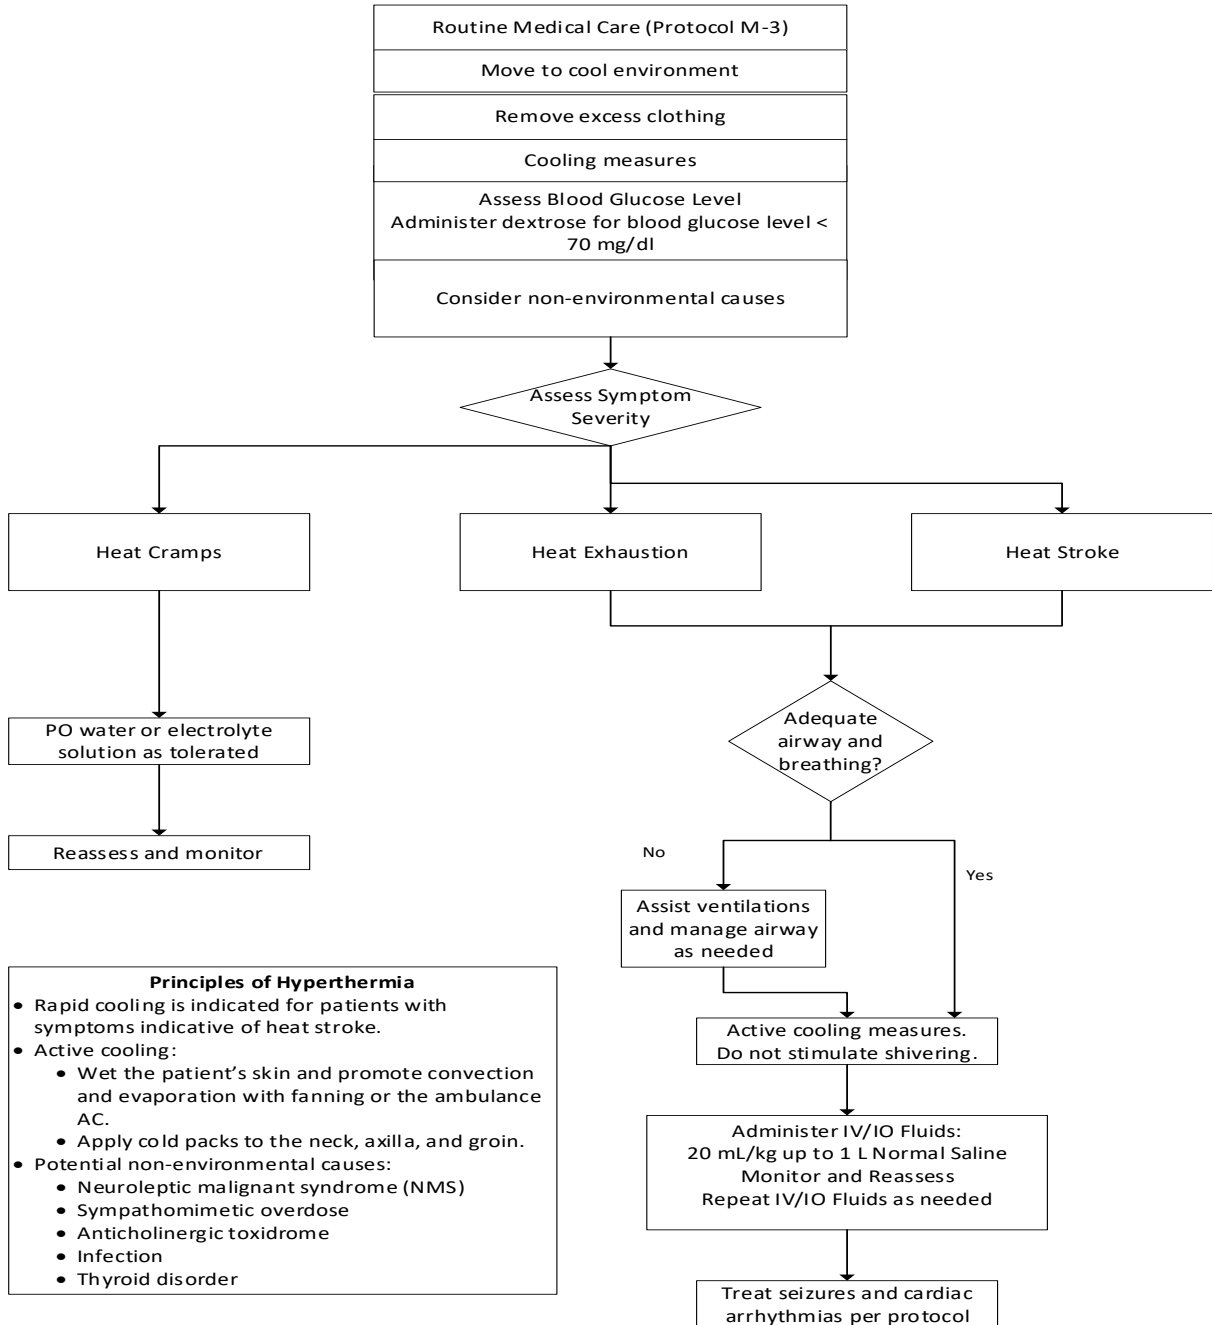 Routine Medical Care (Protocol M-3)
Move to cool environment
Remove excess clothing
Cooling measures
Assess Blood Glucose Level
Administer dextrose for blood glucose level <
70 mg/dl
Consider non-environmental causes
Assess Symptom
Severity
Heat Cramps
Heat Exhaustion
Heat Stroke
PO water or electrolyte
solution as tolerated
Reassess and monitor
Adequate
airway and
breathing?
No
Yes
Assist ventilations
and manage airway
as needed
Active cooling measures.
Do not stimulate shivering.
Administer IV/IO Fluids:
20 mL/kg up to 1 L Normal Saline
Monitor and Reassess
Repeat IV/IO Fluids as needed
Treat seizures and cardiac
arrhythmias per protocol
Principles of Hyperthermia
• Rapid cooling is indicated for patients with
symptoms indicative of heat stroke.
• Active cooling:
• Wet the patient's skin and promote convection
and evaporation with fanning or the ambulance
AC.
• Apply cold packs to the neck, axilla, and groin.
• Potential non-environmental causes:
• Neuroleptic malignant syndrome (NMS)
• Sympathomimetic overdose
• Anticholinergic toxidrome
• Infection
• Thyroid disorder